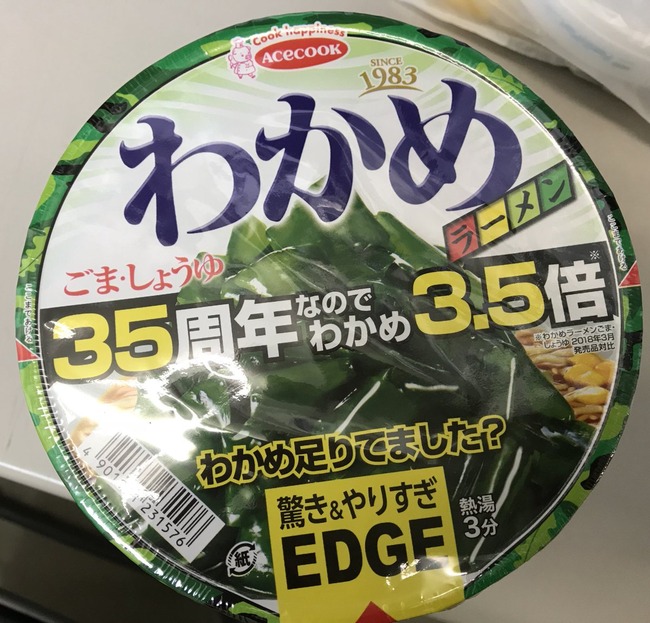 Cook happiness
ACECOOK
SINCE
1983
わかめ
ラーメン
ごま・しょうゆ
35周年なのでわかめ3.5倍※
※わかめラーメンごま・
しょうゆ 2018年3月
発売品対比
わかめ足りてました?
驚き&やりすぎ
EDGE
熱湯
3分
紙
231576